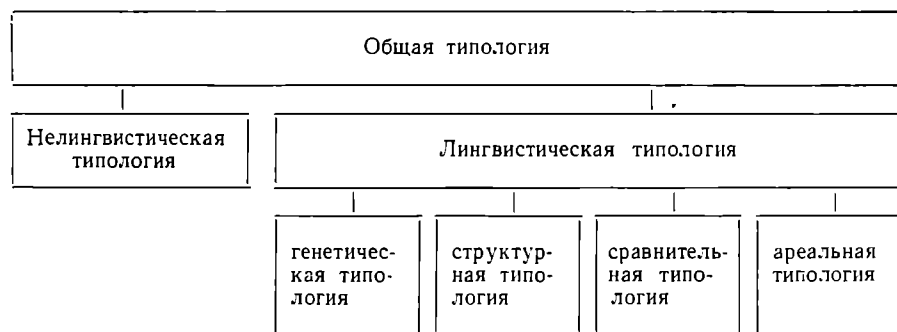 Общая типология
Нелингвистическая
типология
Лингвистическая типология
генетичес-
кая типо-
логия
структур-
ная типо-
логия
сравнитель-
ная типо-
логия
ареальная
типология